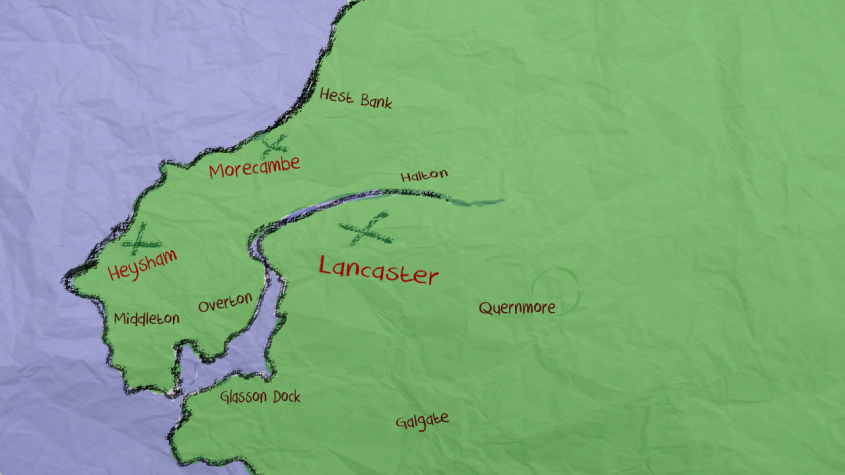 Hest Bank
Morecambe
Halton
Heysham
Lancaster
Overton
Quernmore
Middleton
Glasson Dock
Galgate